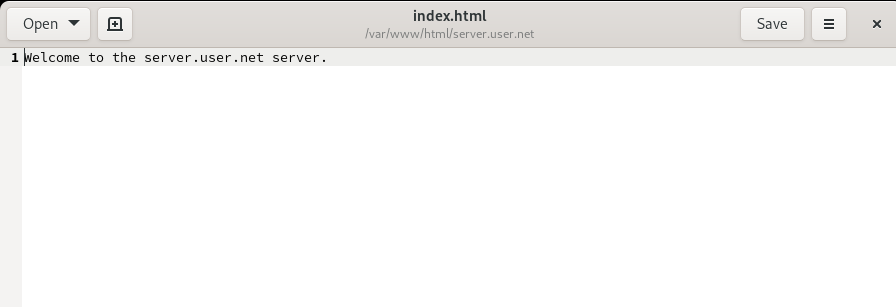 Open
index.html
/var/www/html/server.user.net
Save
1 Welcome to the server.user.net server.